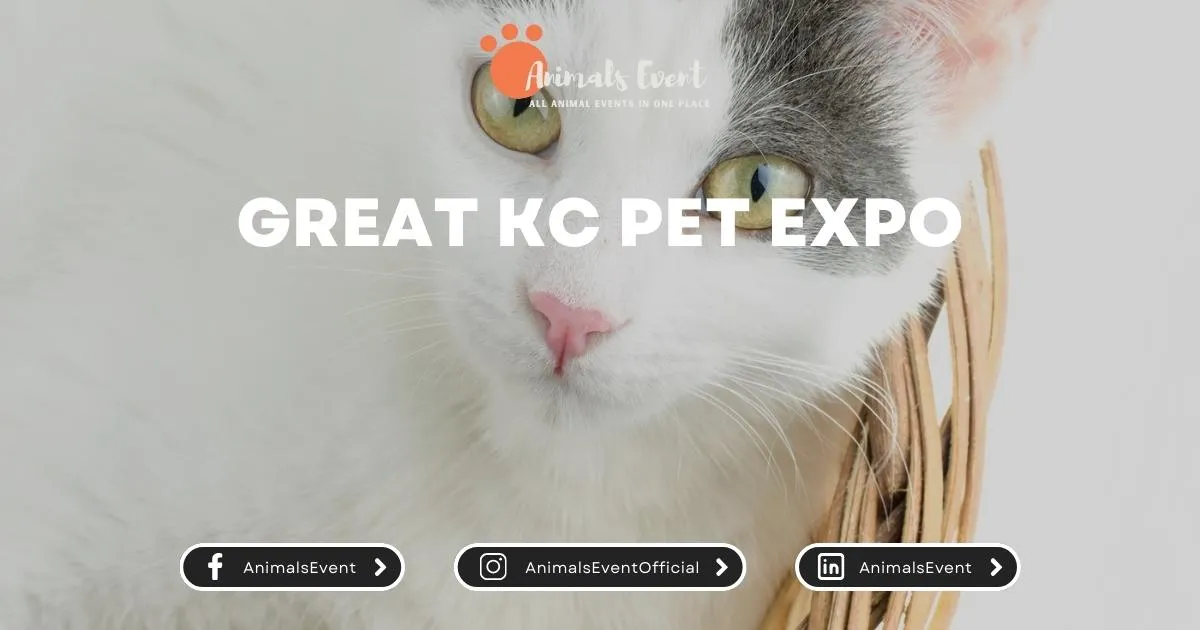 Animals Event
ALL ANIMAL EVENTS IN ONE PLACE
GREAT KC PET EXPO
AnimalsEvent
AnimalsEventOfficial
AnimalsEvent